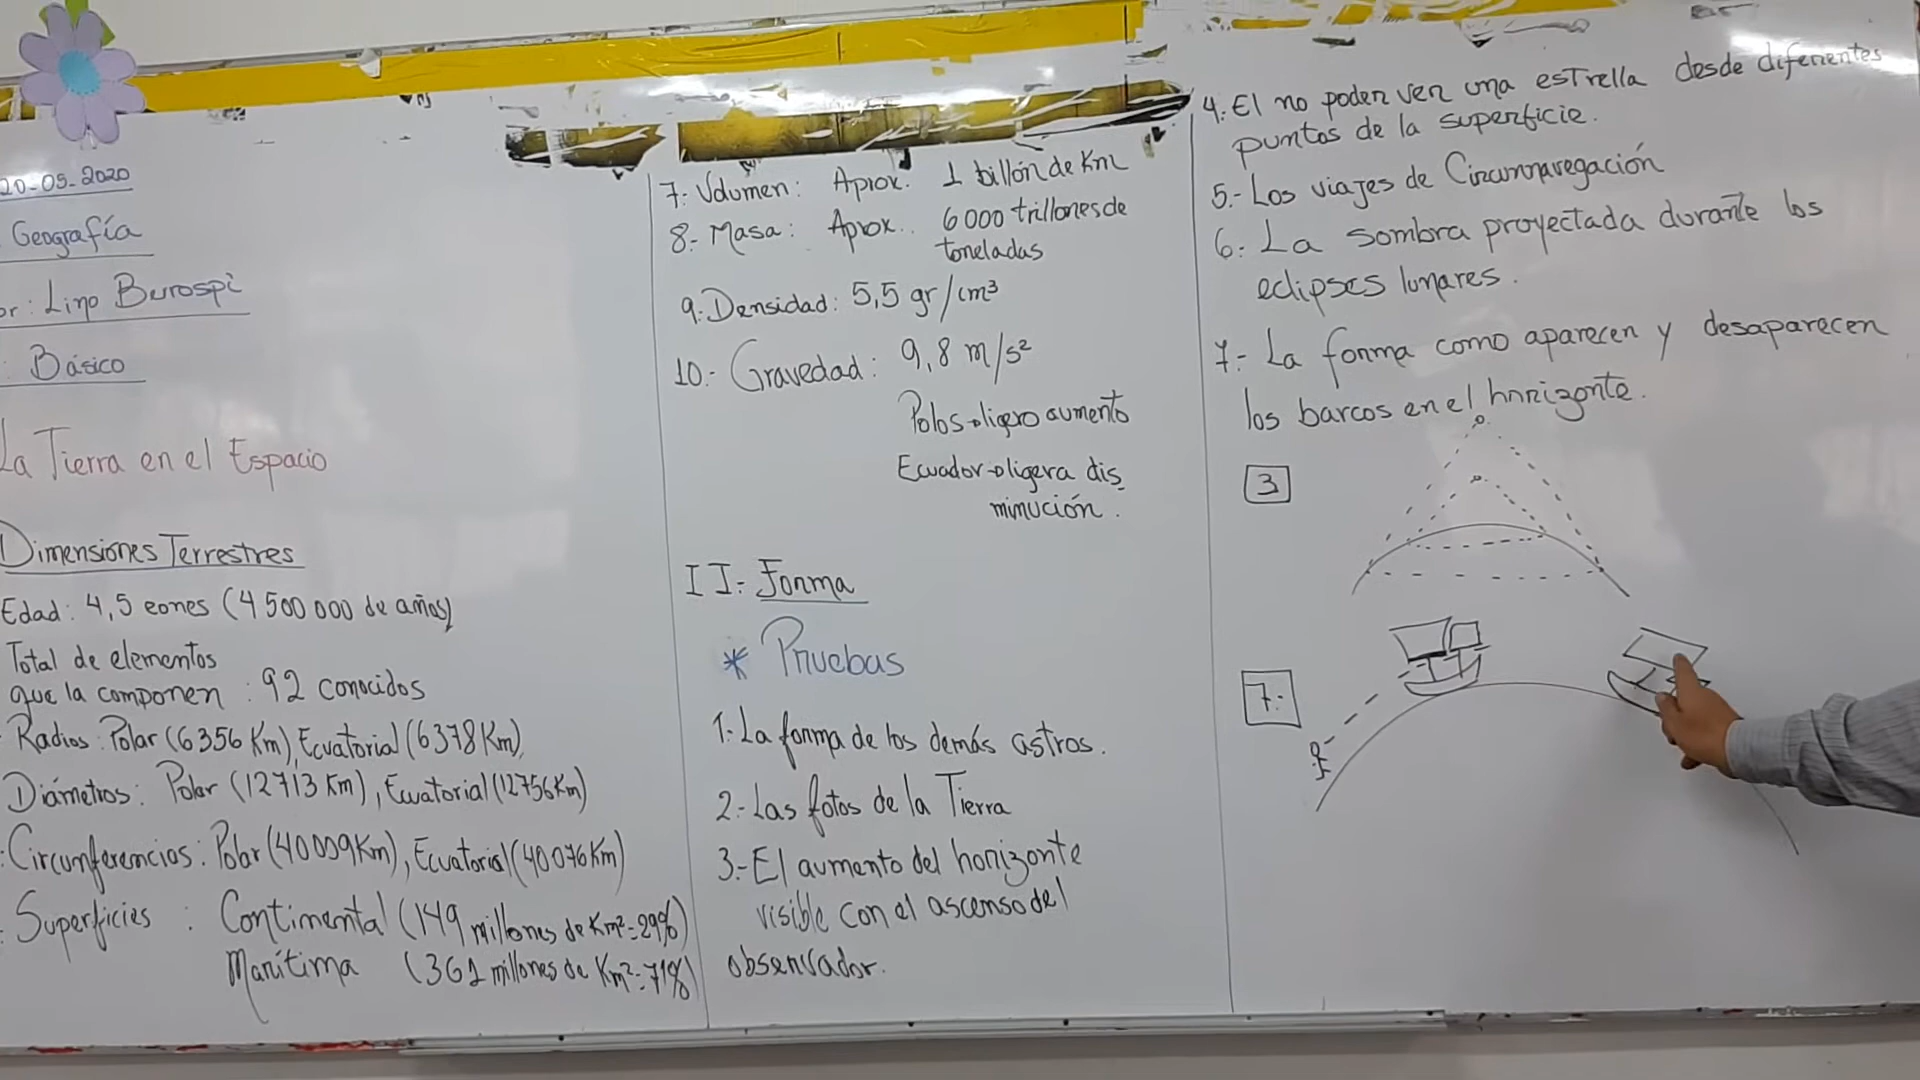 20-05-2020
Geografía
or: Lino Burospi
Básico
La Tierra en el Espacio
Dimensiones Terrestres
Edad: 4,5 eones (4 500 000 de años)
Total de elementos
que la componen : 92 conocidos
Radios: Polar (6356 Km), Ecuatorial (6378 Km)
Diámetros: Polar (12713 Km), Ecuatorial (12756 Km)
Circumferencias: Polar (40009 Km), Ecuatorial (40076 Km)
Superficies : Contimental (149 millones de Km²=29%)
Marítima (361 millones de Km²=71%)
7.- Volumen: Aprox. 1 billón de Km
8.- Masa: Aprox.. 6000 trillones de
toneladas
9.- Densidad: 5,5 gr/cm³
10.- Gravedad: 9,8 m/s²
Polos→ligero aumento
Ecuador→ligera dis_
minución.
II.- Forma
* Pruebas
1.- La forma de los demás astros.
2.- Las fotos de la Tierra
3.- El aumento del horizonte
visible con el ascenso del
observador.
4.- El no poder ver una estrella desde diferentes
puntos de la superficie.
5.- Los viajes de Circunnavegación
6.- La sombra proyectada durante los
eclipses lunares.
7.- La forma como aparecen y desaparecen
los barcos en el horizonte.
3
7.-